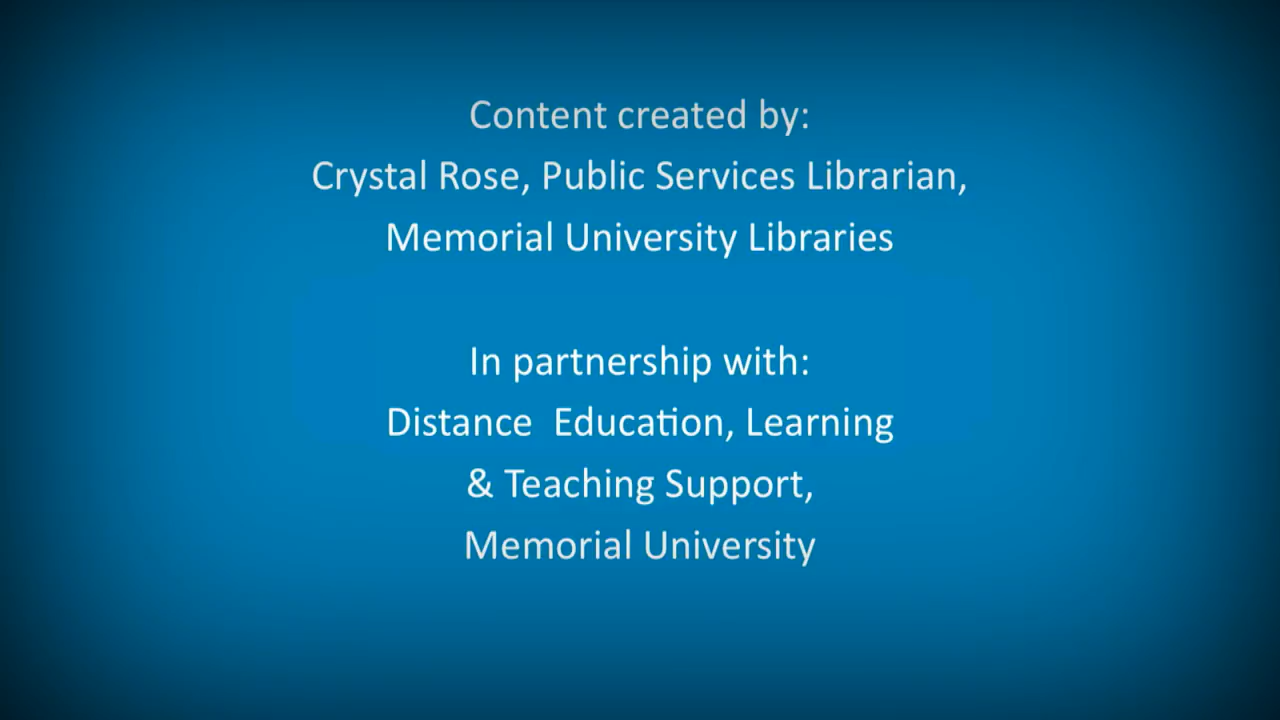 Content created by:
Crystal Rose, Public Services Librarian,
Memorial University Libraries
In partnership with:
Distance  Education, Learning
& Teaching Support,
Memorial University